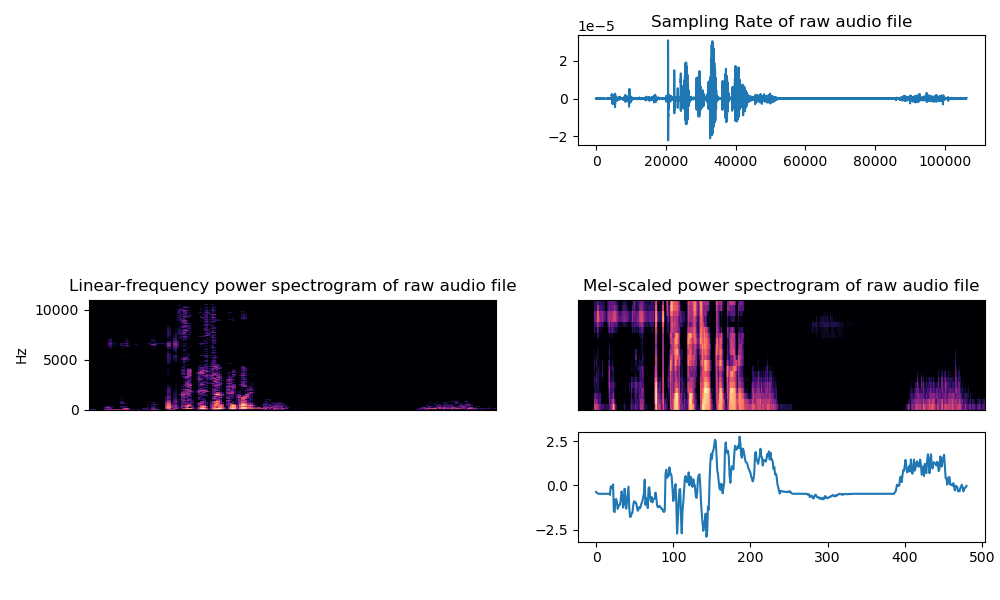 Sampling Rate of raw audio file
1e−5
2
0
−2
0 20000 40000 60000 80000 100000
Linear-frequency power spectrogram of raw audio file
Hz
10000
5000
0
Mel-scaled power spectrogram of raw audio file
2.5
0.0
−2.5
0 100 200 300 400 500